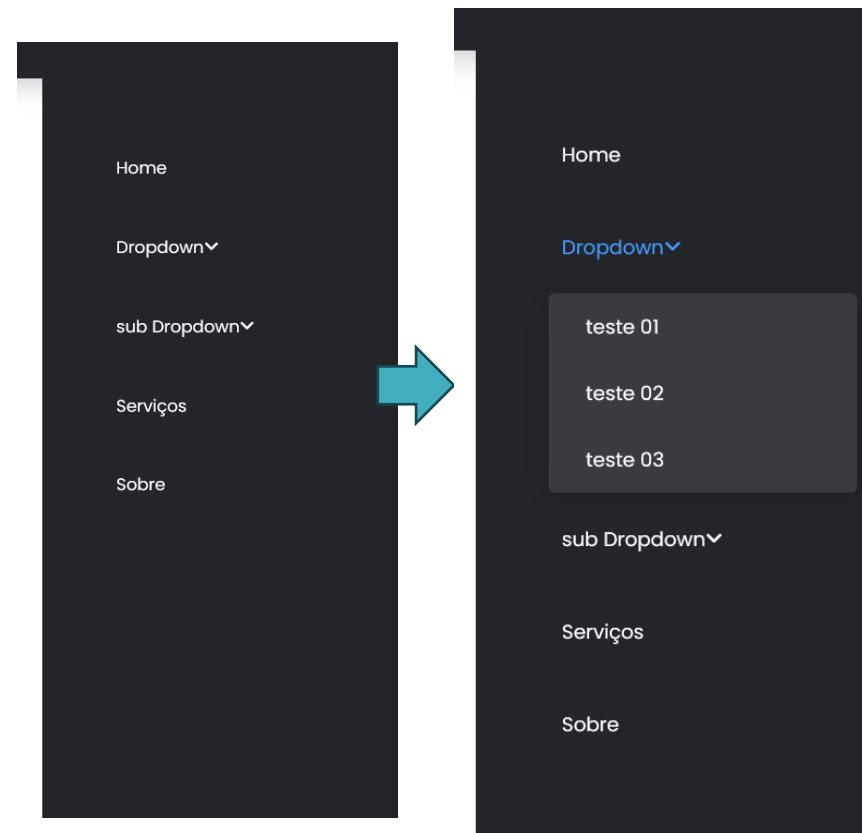 Home
Dropdown
sub Dropdown
Serviços
Sobre
Home
Dropdown
teste 01
teste 02
teste 03
sub Dropdown
Serviços
Sobre